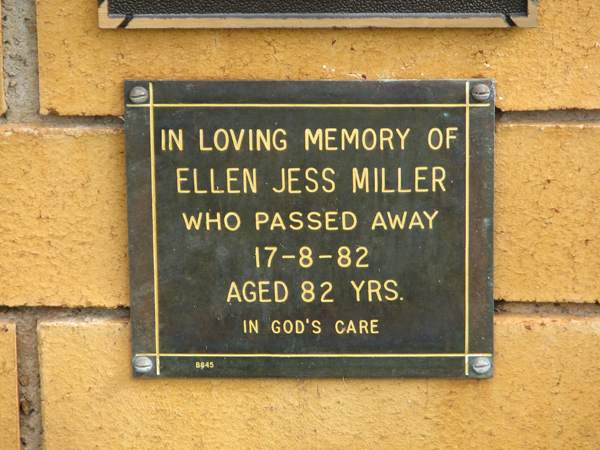 IN LOVING MEMORY OF
ELLEN JESS MILLER
WHO PASSED AWAY
17-8-82
AGED 82 YRS.
IN GOD'S CARE
8645